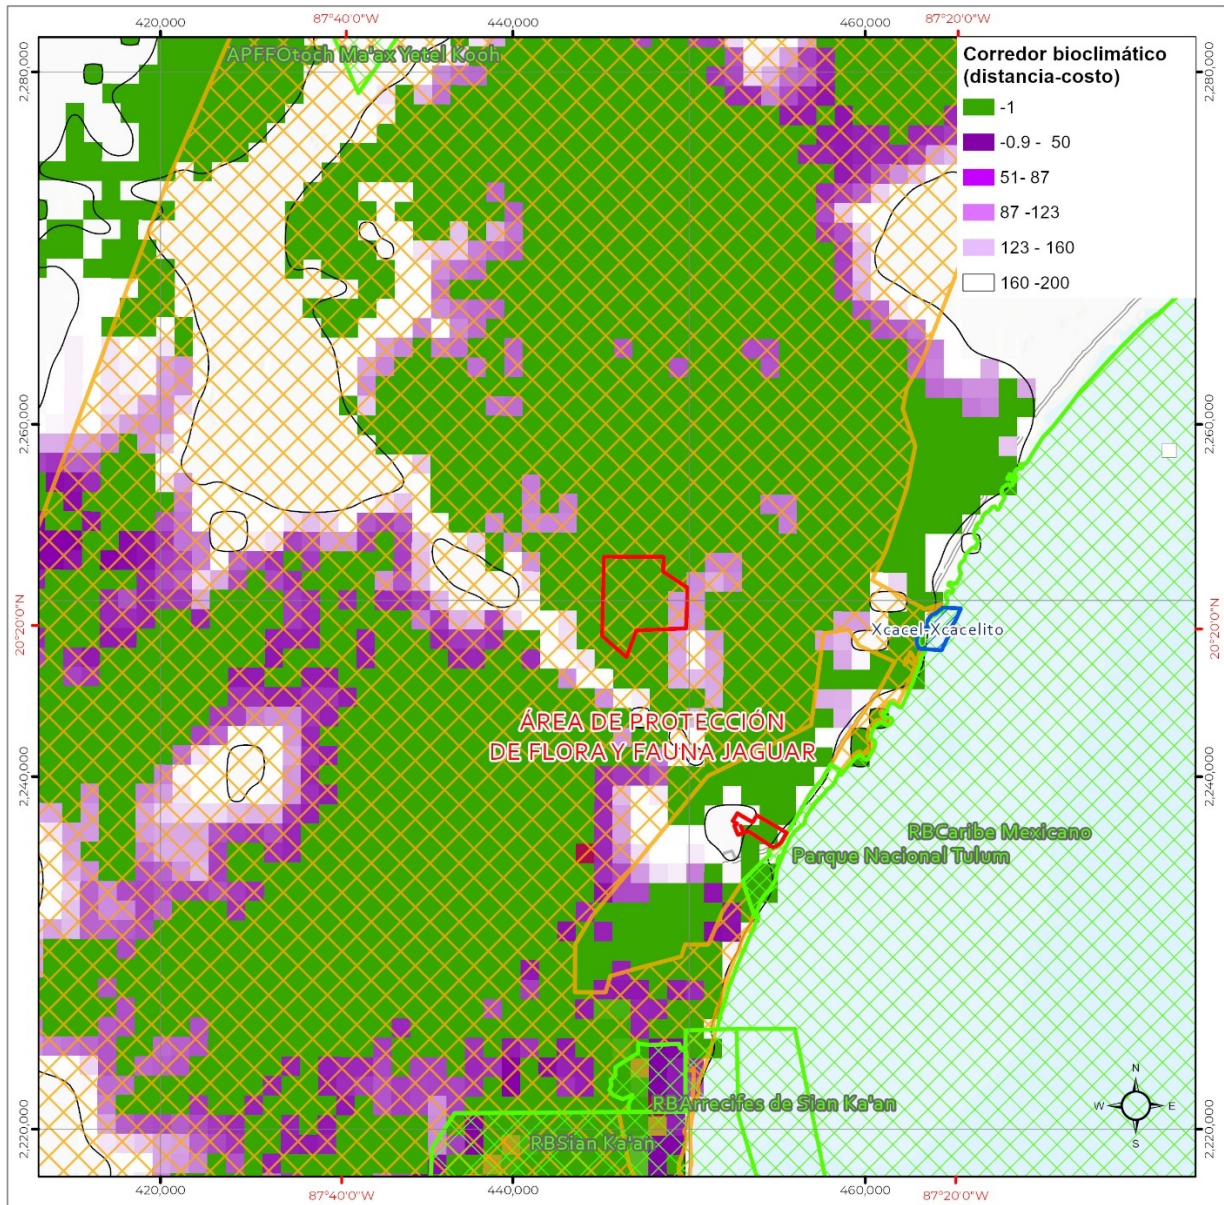 420,000
87°40'0"W
440,000
460,000
87°20'0"W
2,280,000
2,280,000
APFFOtoch Ma'ax Yetel Kooh
Corredor bioclimático
(distancia-costo)
-1
-0.9 - 50
51- 87
87 -123
123 - 160
160 -200
2,260,000
2,260,000
20°20'0"N
20°20'0"N
Xcacel-Xcacelito
ÁREA DE PROTECCIÓN
DE FLORA Y FAUNA JAGUAR
2,240,000
2,240,000
RBCaribe Mexicano
Parque Nacional Tulum
RBArrecifes de Sian Ka'an
RBSian Ka'an
N
W
E
S
2,220,000
2,220,000
420,000
87°40'0"W
440,000
460,000
87°20'0"W